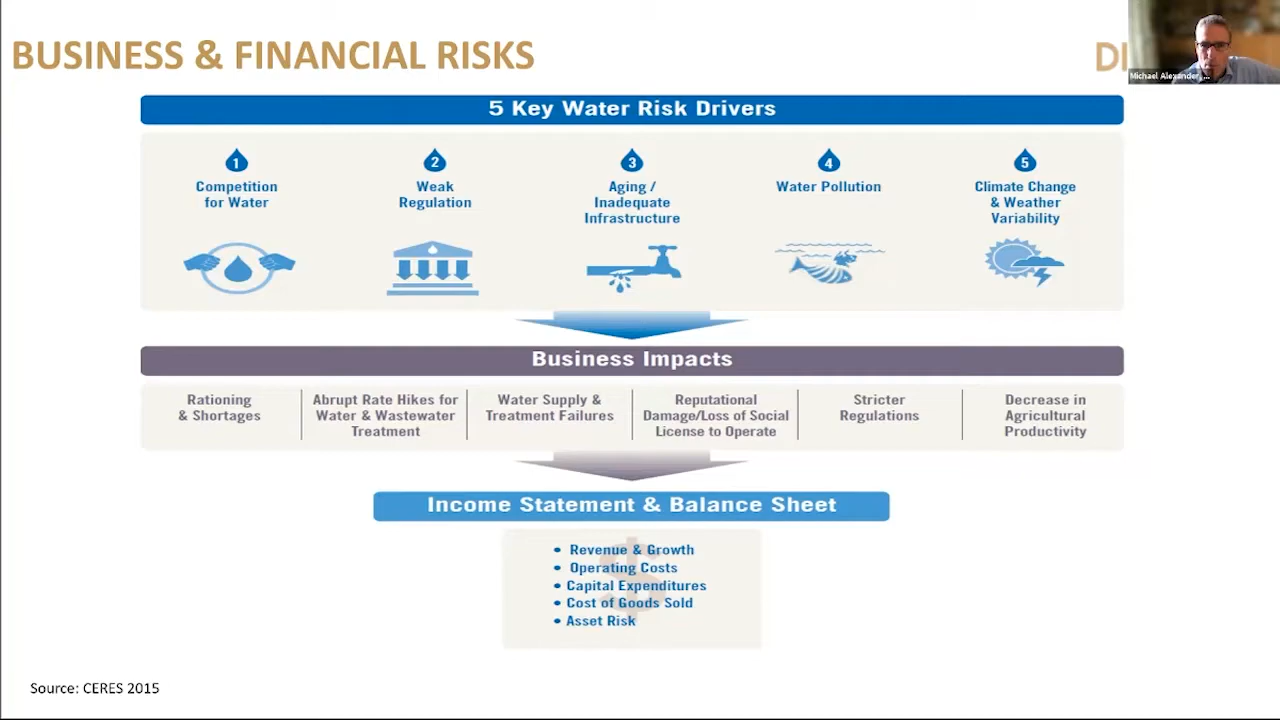 BUSINESS & FINANCIAL RISKS
DI
Michael Alexander, ...
5 Key Water Risk Drivers
1
Competition
for Water
2
Weak
Regulation
3
Aging /
Inadequate
Infrastructure
4
Water Pollution
5
Climate Change
& Weather
Variability
Business Impacts
Rationing
& Shortages
Abrupt Rate Hikes for
Water & Wastewater
Treatment
Water Supply &
Treatment Failures
Reputational
Damage/Loss of Social
License to Operate
Stricter
Regulations
Decrease in
Agricultural
Productivity
Income Statement & Balance Sheet
$
• Revenue & Growth
• Operating Costs
• Capital Expenditures
• Cost of Goods Sold
• Asset Risk
Source: CERES 2015